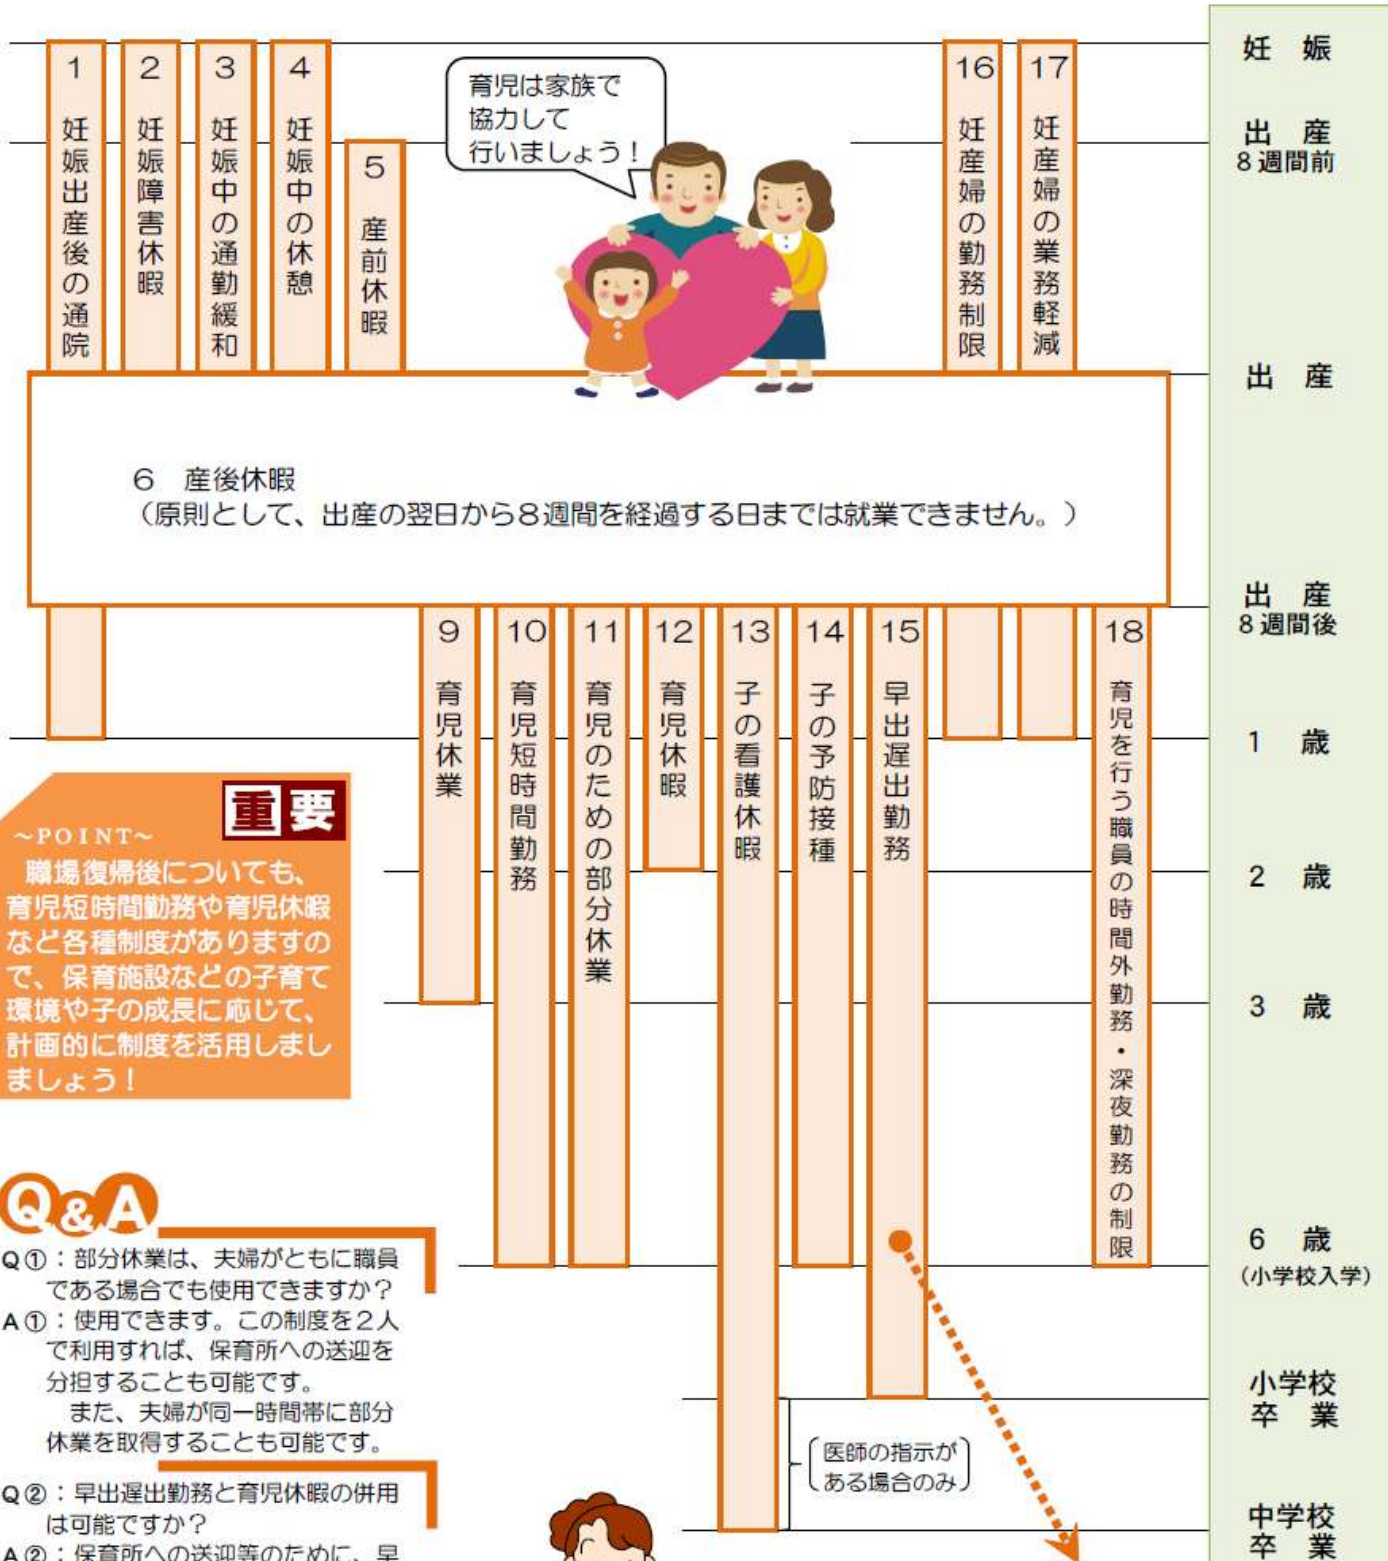 1 妊娠出産後の通院
2 妊娠障害休暇
3 妊娠中の通勤緩和
4 妊娠中の休憩
5 産前休暇
育児は家族で
協力して
行いましょう！
16 妊産婦の勤務制限
17 妊産婦の業務軽減
妊　娠
出　産
８週間前
出　産
６　産後休暇
（原則として、出産の翌日から８週間を経過する日までは就業できません。）
出　産
８週間後
9 育児休業
10 育児短時間勤務
11 育児のための部分休業
12 育児休暇
13 子の看護休暇
14 子の予防接種
15 早出遅出勤務
18 育児を行う職員の時間外勤務・深夜勤務の制限
1　歳
2　歳
3　歳
6　歳
（小学校入学）
小学校
卒　業
中学校
卒　業
重要
～POINT～
職場復帰後についても、
育児短時間勤務や育児休暇
など各種制度がありますの
で、保育施設などの子育て
環境や子の成長に応じて、
計画的に制度を活用しまし
ましょう！
Q&A
Q①：部分休業は、夫婦がともに職員
である場合でも使用できますか？
A①：使用できます。この制度を２人
で利用すれば、保育所への送迎を
分担することも可能です。
また、夫婦が同一時間帯に部分
休業を取得することも可能です。
Q②：早出遅出勤務と育児休暇の併用
は可能ですか？
A②：保育所への送迎等のために、早
医師の指示が
ある場合のみ